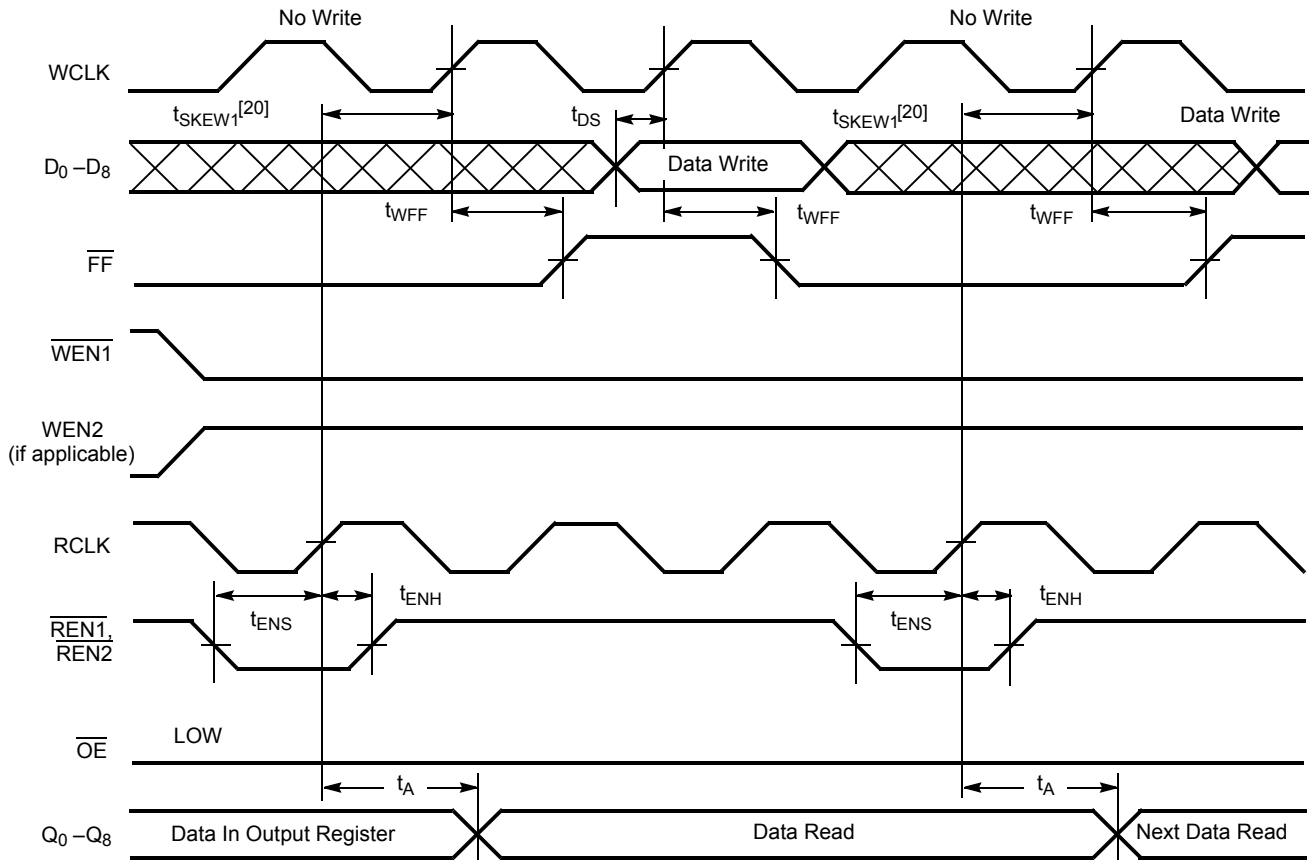 No Write
No Write
WCLK
tSKEW1[20]
tDS
tSKEW1[20]
Data Write
D0 –D8
Data Write
tWFF
tWFF
tWFF
FF
WEN1
WEN2
(if applicable)
RCLK
tENS
tENH
tENS
tENH
REN1,
REN2
LOW
OE
tA
tA
Q0 –Q8
Data In Output Register
Data Read
Next Data Read